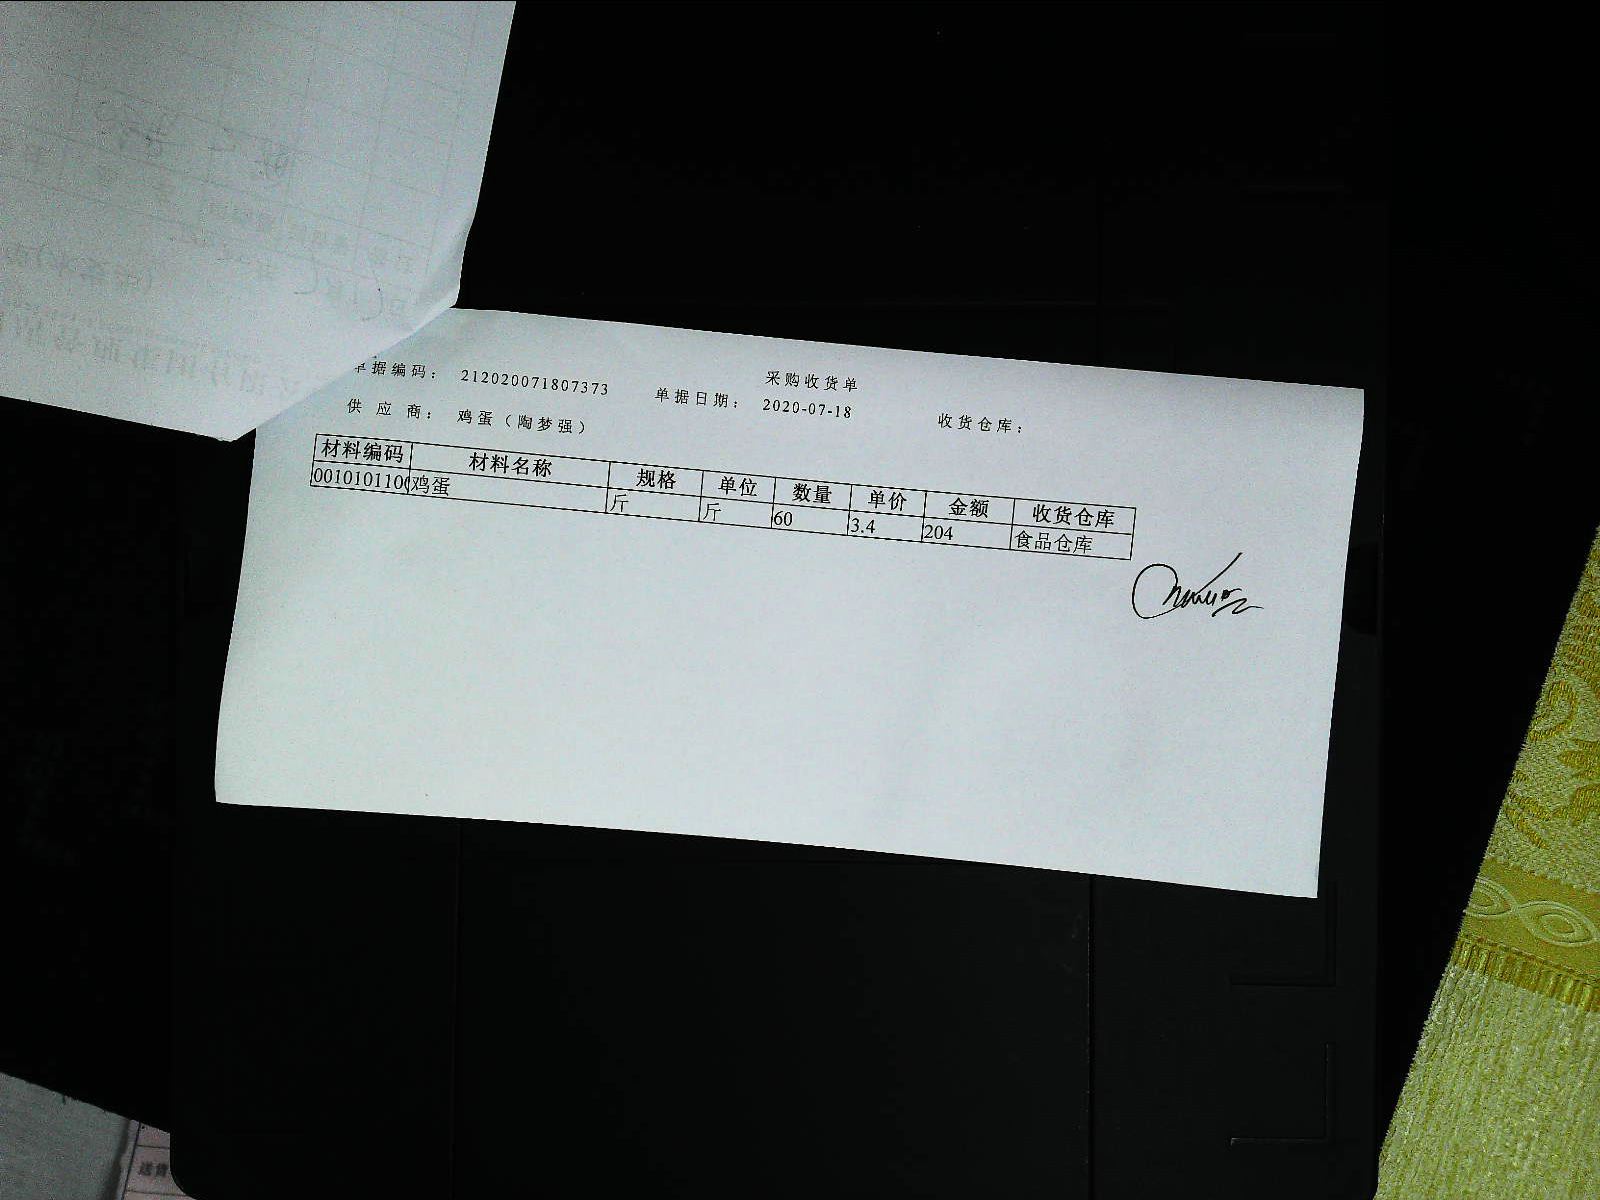 采购收货单
单据编码： 212020071807373 单据日期： 2020-07-18 收货仓库：
供 应 商： 鸡蛋（陶梦强）
材料编码 材料名称 规格 单位 数量 单价 金额 收货仓库
0010101100 鸡蛋 斤 斤 60 3.4 204 食品仓库
送货